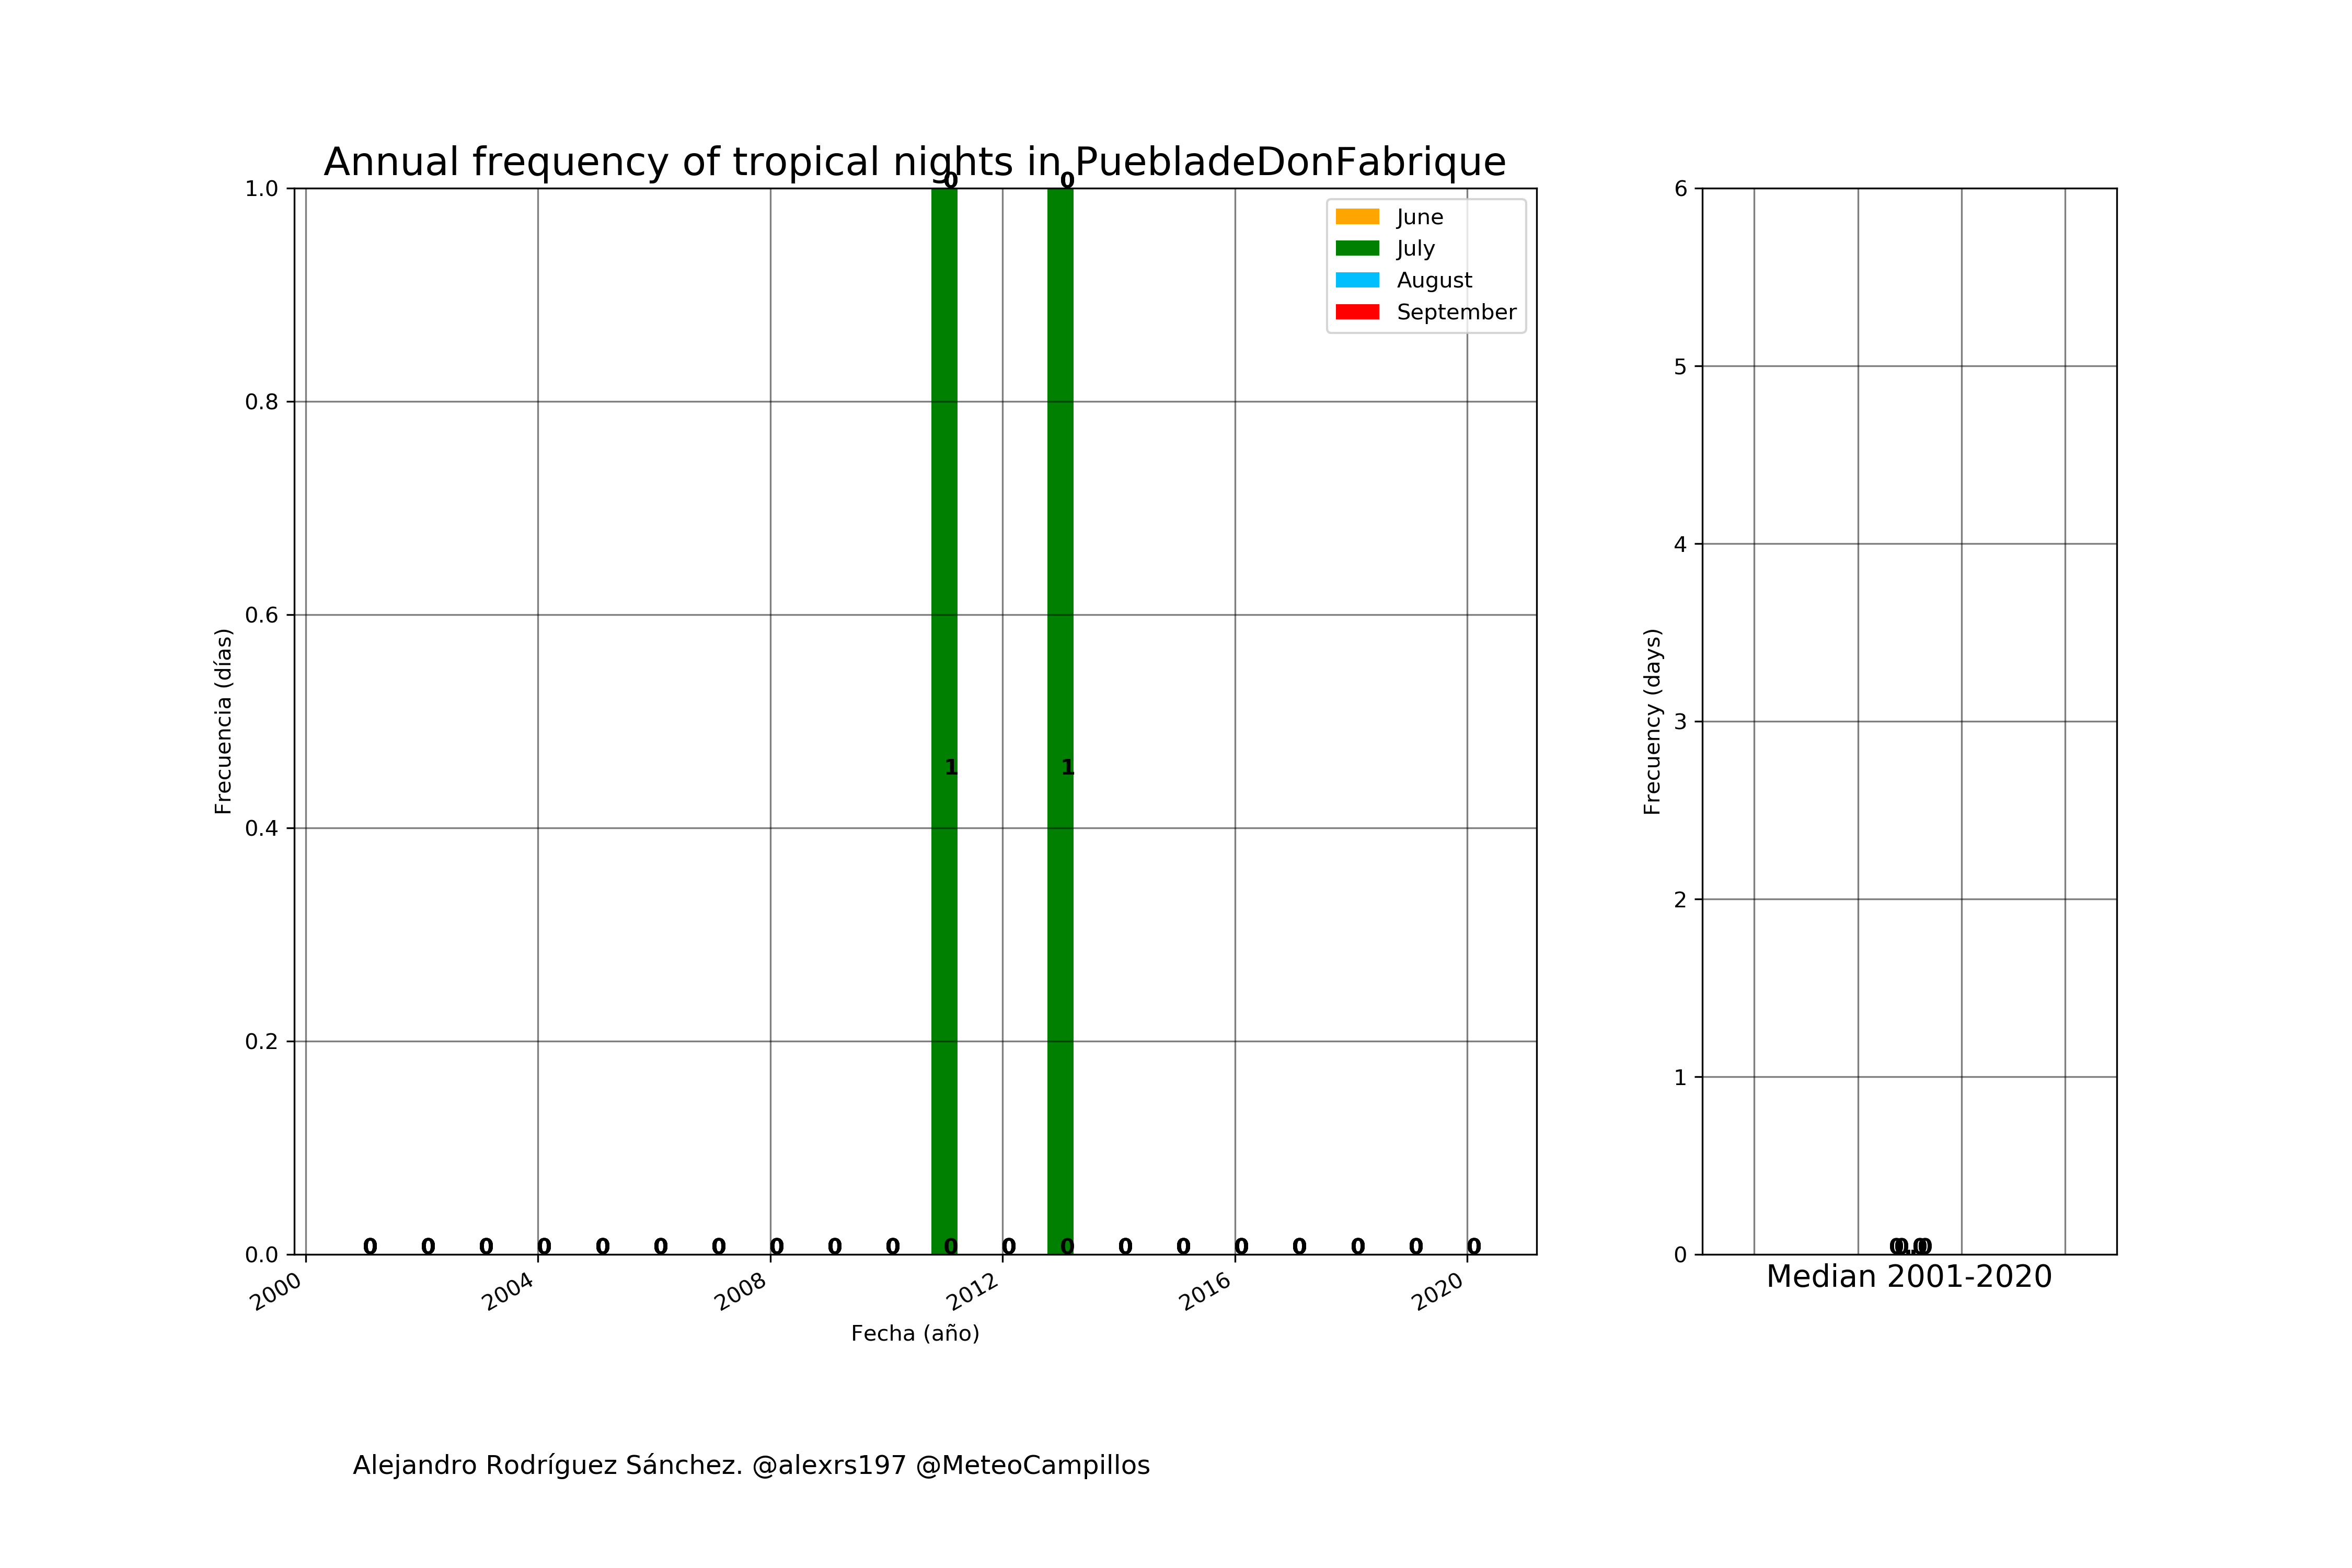 Annual frequency of tropical nights in PuebladeDonFabrique
0 0
1.0
0.8
0.6
0.4
0.2
0.0
Frecuencia (días)
June
July
August
September
1 1
0 0 0 0 0 0 0 0 0 0 0 0 0 0 0 0 0 0 0 0
2000 2004 2008 2012 2016 2020
Fecha (año)
6
5
4
3
2
1
0
Frecuency (days)
Median 2001-2020
Alejandro Rodríguez Sánchez. @alexrs197 @MeteoCampillos